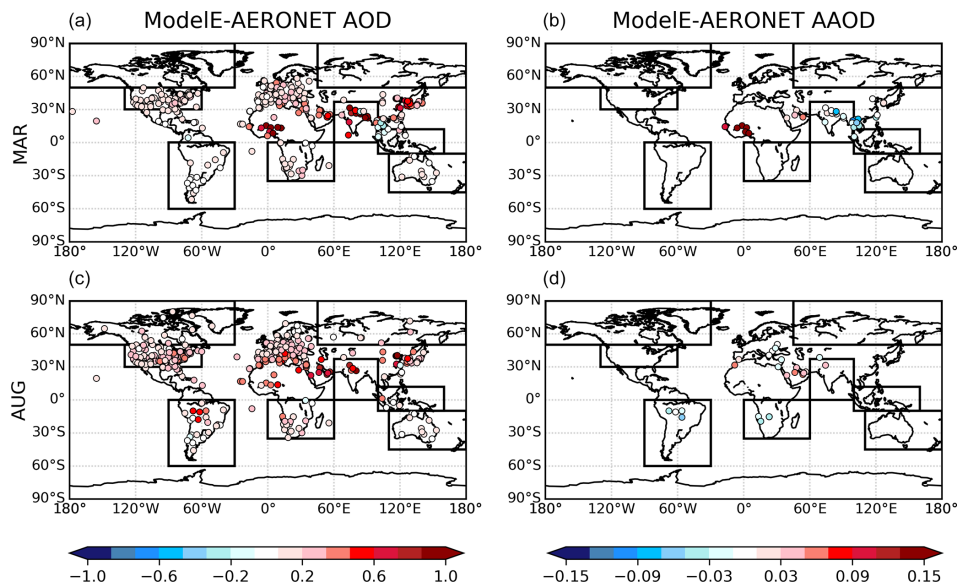 (a) ModelE-AERONET AOD
(b) ModelE-AERONET AAOD
MAR
90°N
60°N
30°N
0°
30°S
60°S
90°S
180° 120°W 60°W 0° 60°E 120°E 180°
90°N
60°N
30°N
0°
30°S
60°S
90°S
180° 120°W 60°W 0° 60°E 120°E 180°
(c)
(d)
AUG
90°N
60°N
30°N
0°
30°S
60°S
90°S
180° 120°W 60°W 0° 60°E 120°E 180°
90°N
60°N
30°N
0°
30°S
60°S
90°S
180° 120°W 60°W 0° 60°E 120°E 180°
−1.0 −0.6 −0.2 0.2 0.6 1.0
−0.15 −0.09 −0.03 0.03 0.09 0.15